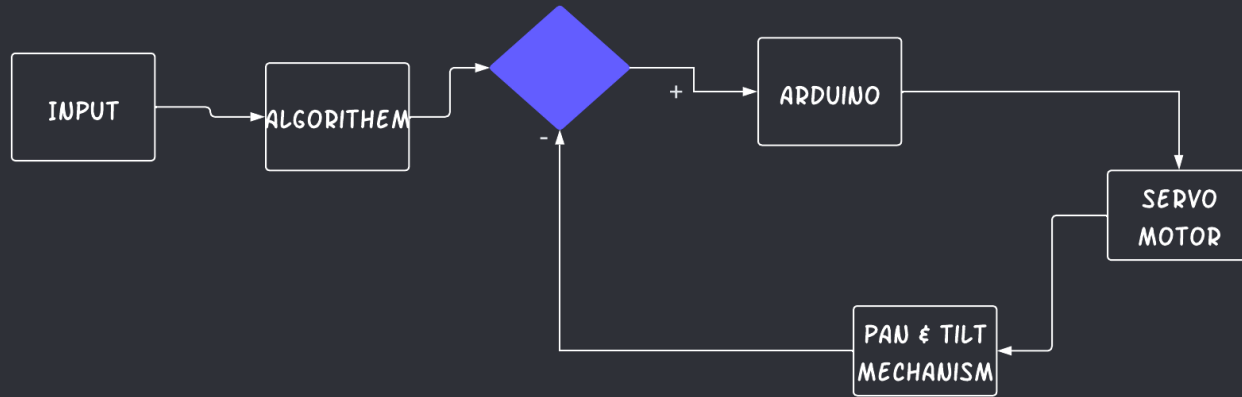 INPUT
ALGORITHEM
+
-
ARDUINO
SERVO
MOTOR
PAN & TILT
MECHANISM